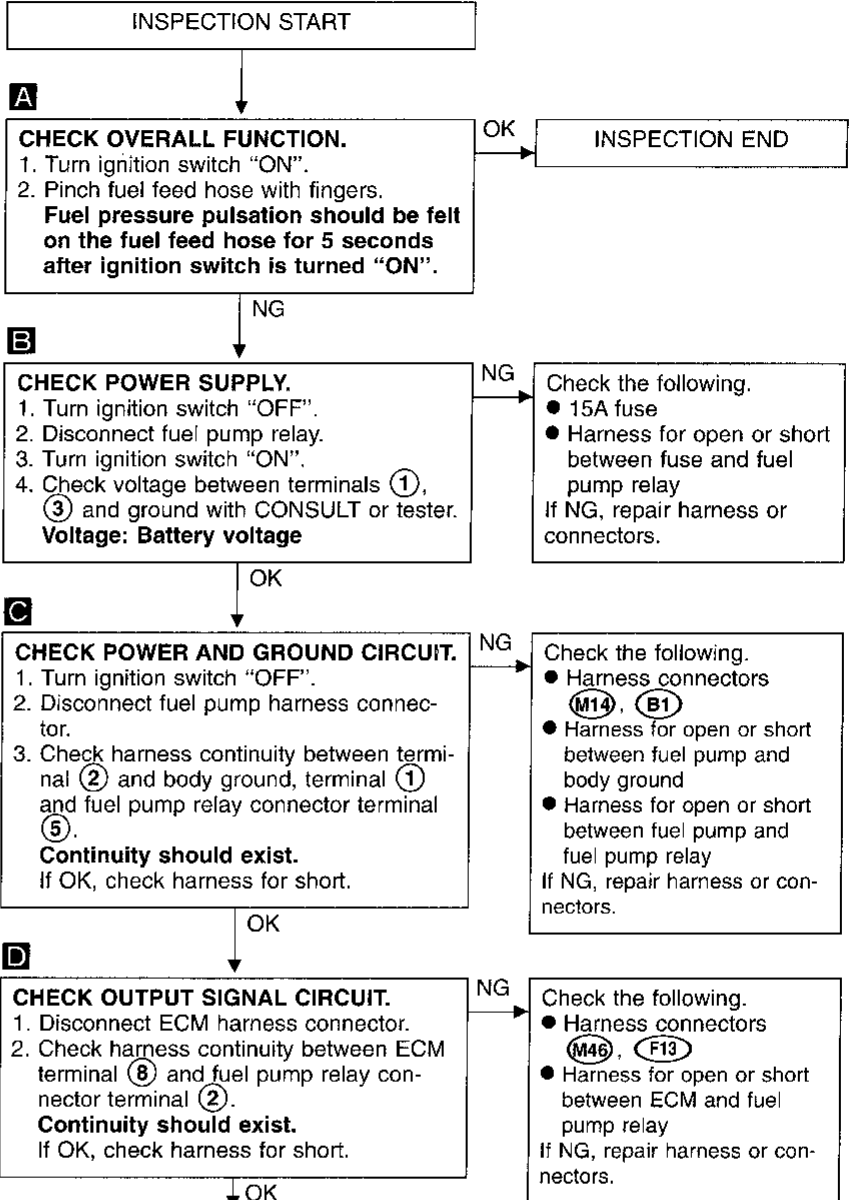 INSPECTION START
A
CHECK OVERALL FUNCTION.
1. Turn ignition switch “ON”.
2. Pinch fuel feed hose with fingers.
Fuel pressure pulsation should be felt
on the fuel feed hose for 5 seconds
after ignition switch is turned “ON”.
OK
INSPECTION END
NG
B
CHECK POWER SUPPLY.
1. Turn ignition switch “OFF”.
2. Disconnect fuel pump relay.
3. Turn ignition switch “ON”.
4. Check voltage between terminals ①,
③ and ground with CONSULT or tester.
Voltage: Battery voltage
NG
Check the following.
● 15A fuse
● Harness for open or short
between fuse and fuel
pump relay
If NG, repair harness or
connectors.
OK
C
CHECK POWER AND GROUND CIRCUIT.
1. Turn ignition switch “OFF”.
2. Disconnect fuel pump harness connec-
tor.
3. Check harness continuity between termi-
nal ② and body ground, terminal ①
and fuel pump relay connector terminal
⑤.
Continuity should exist.
If OK, check harness for short.
NG
Check the following.
● Harness connectors
M14, B1
● Harness for open or short
between fuel pump and
body ground
● Harness for open or short
between fuel pump and
fuel pump relay
If NG, repair harness or con-
nectors.
OK
D
CHECK OUTPUT SIGNAL CIRCUIT.
1. Disconnect ECM harness connector.
2. Check harness continuity between ECM
terminal ⑧ and fuel pump relay con-
nector terminal ②.
Continuity should exist.
If OK, check harness for short.
NG
Check the following.
● Harness connectors
M46, F13
● Harness for open or short
between ECM and fuel
pump relay
If NG, repair harness or con-
nectors.
OK